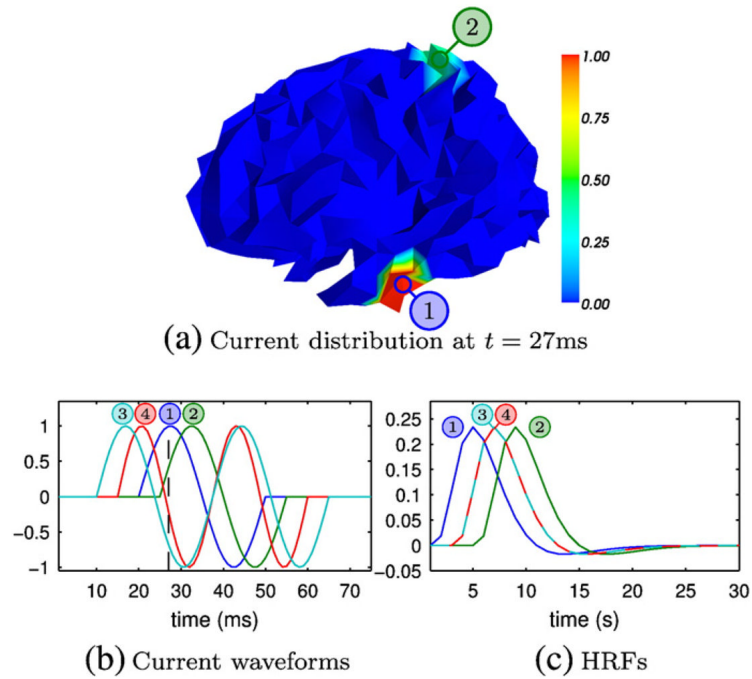 2
1.00
0.75
0.50
0.25
0.00
1
(a) Current distribution at t = 27ms
3 4 1 2
1
0.5
0
-0.5
-1
10 20 30 40 50 60 70
time (ms)
(b) Current waveforms
1 3 4 2
0.25
0.2
0.15
0.1
0.05
0
-0.05
5 10 15 20 25 30
time (s)
(c) HRFs